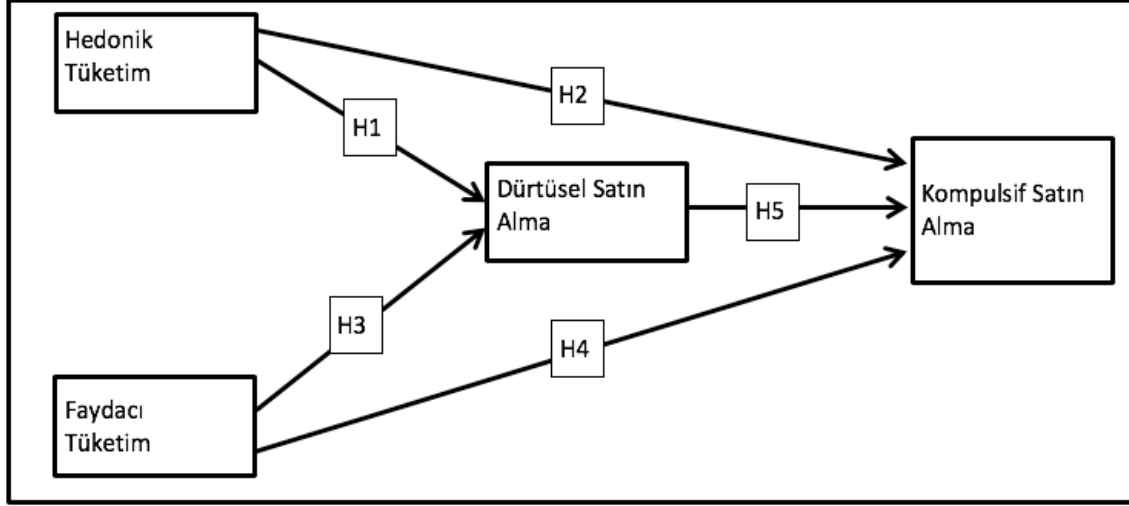 Hedonik
Tüketim
H2
H1
Dürtüsel Satın
Alma
H5
Kompulsif Satın
Alma
H3
H4
Faydacı
Tüketim